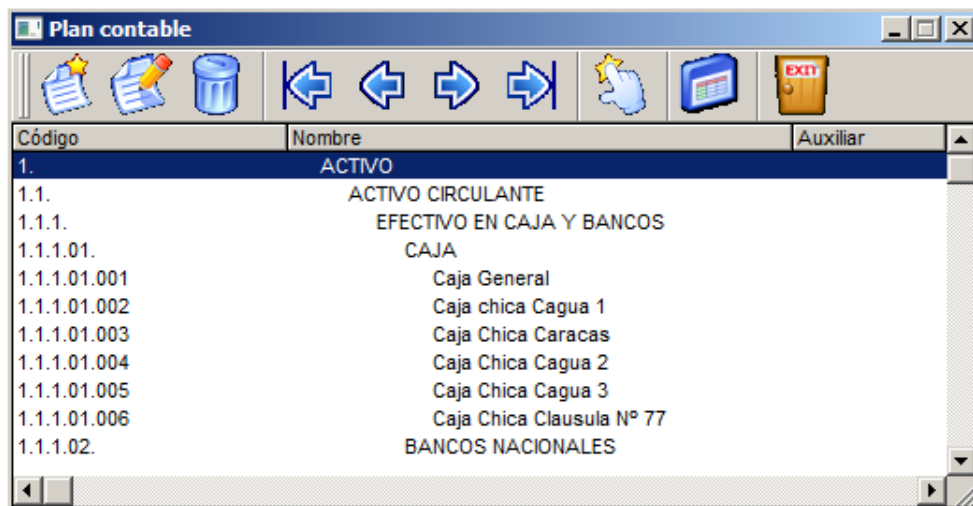 Plan contable
EXIT
Código Nombre Auxiliar
1. ACTIVO
1.1. ACTIVO CIRCULANTE
1.1.1. EFECTIVO EN CAJA Y BANCOS
1.1.1.01. CAJA
1.1.1.01.001 Caja General
1.1.1.01.002 Caja chica Cagua 1
1.1.1.01.003 Caja Chica Caracas
1.1.1.01.004 Caja Chica Cagua 2
1.1.1.01.005 Caja Chica Cagua 3
1.1.1.01.006 Caja Chica Clausula Nº 77
1.1.1.02. BANCOS NACIONALES